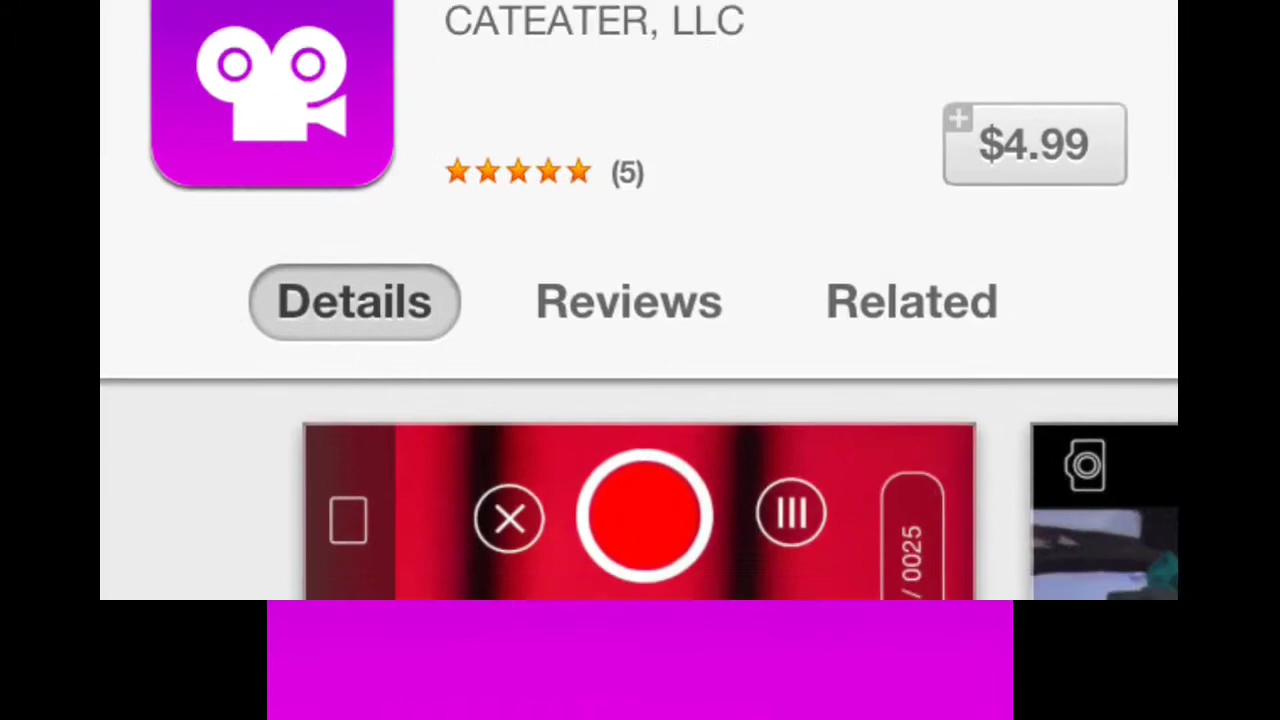 CATEATER, LLC
$4.99
(5)
Details
Reviews
Related
/ 0025